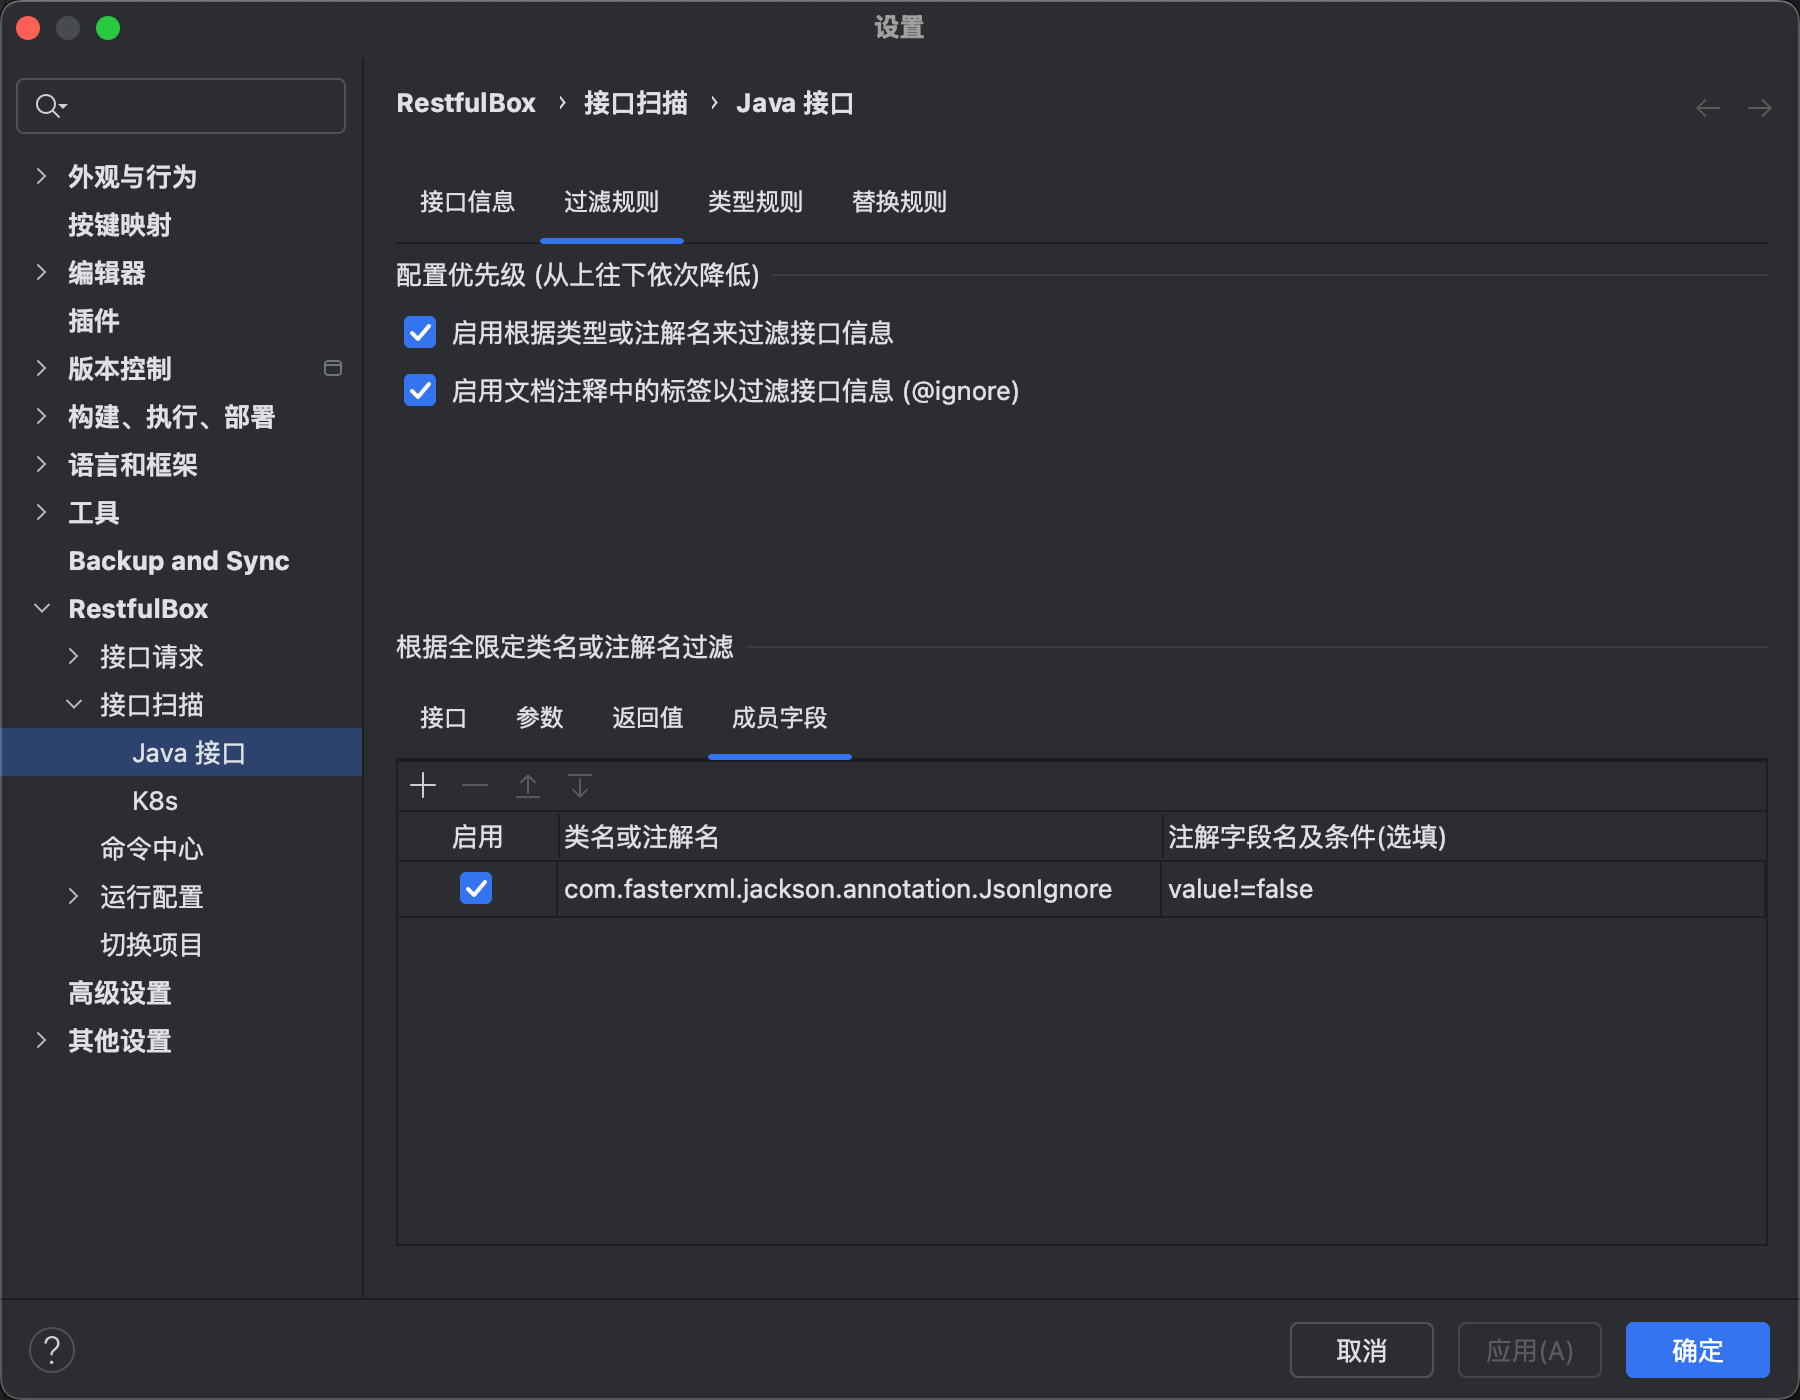 设置
外观与行为
按键映射
编辑器
插件
版本控制
构建、执行、部署
语言和框架
工具
Backup and Sync
RestfulBox
接口请求
接口扫描
Java 接口
K8s
命令中心
运行配置
切换项目
高级设置
其他设置
RestfulBox › 接口扫描 › Java 接口
接口信息 过滤规则 类型规则 替换规则
配置优先级 (从上往下依次降低)
启用根据类型或注解名来过滤接口信息
启用文档注释中的标签以过滤接口信息 (@ignore)
根据全限定类名或注解名过滤
接口 参数 返回值 成员字段
启用 类名或注解名 注解字段名及条件(选填)
com.fasterxml.jackson.annotation.JsonIgnore value!=false
? 取消 应用(A) 确定